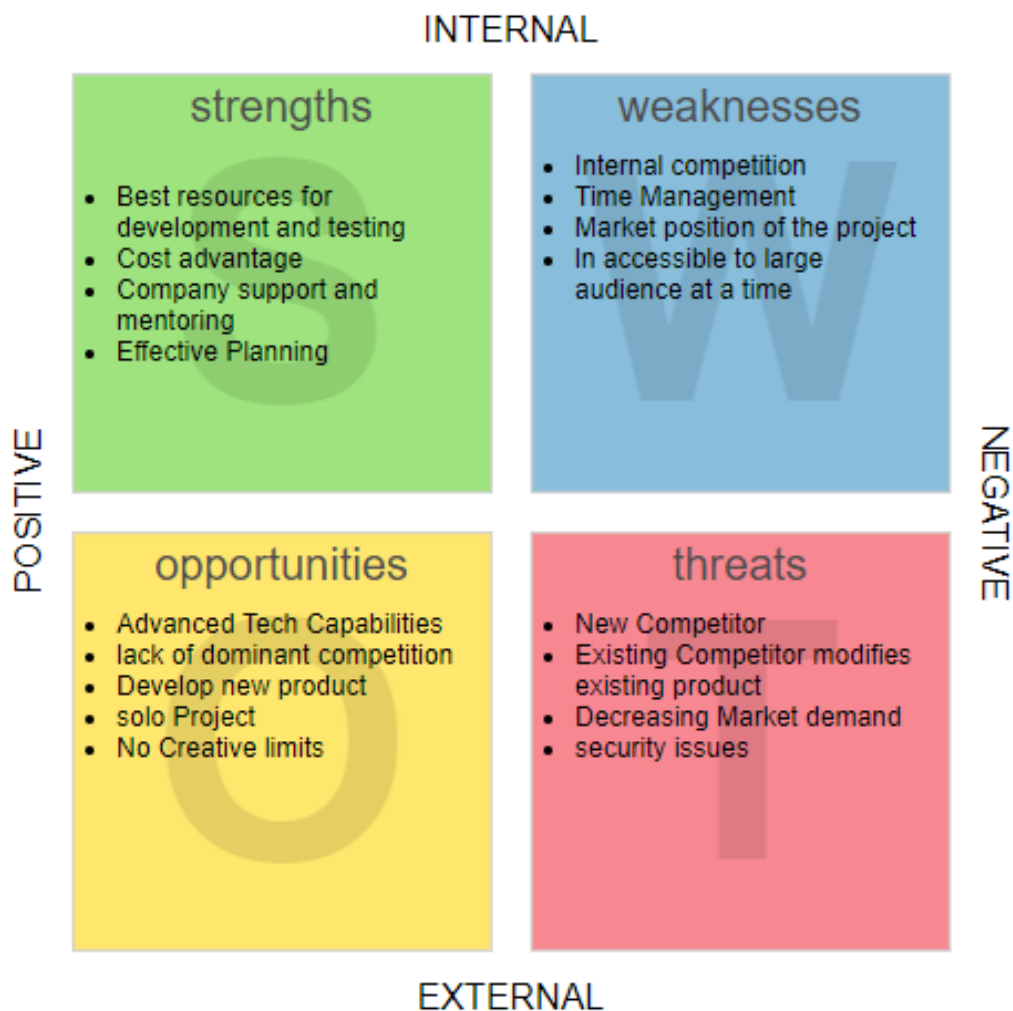 INTERNAL
strengths
• Best resources for
development and testing
• Cost advantage
• Company support and
mentoring
• Effective Planning
S
weaknesses
• Internal competition
• Time Management
• Market position of the project
• In accessible to large
audience at a time
W
POSITIVE
NEGATIVE
opportunities
• Advanced Tech Capabilities
• lack of dominant competition
• Develop new product
• solo Project
• No Creative limits
O
threats
• New Competitor
• Existing Competitor modifies
existing product
• Decreasing Market demand
• security issues
T
EXTERNAL